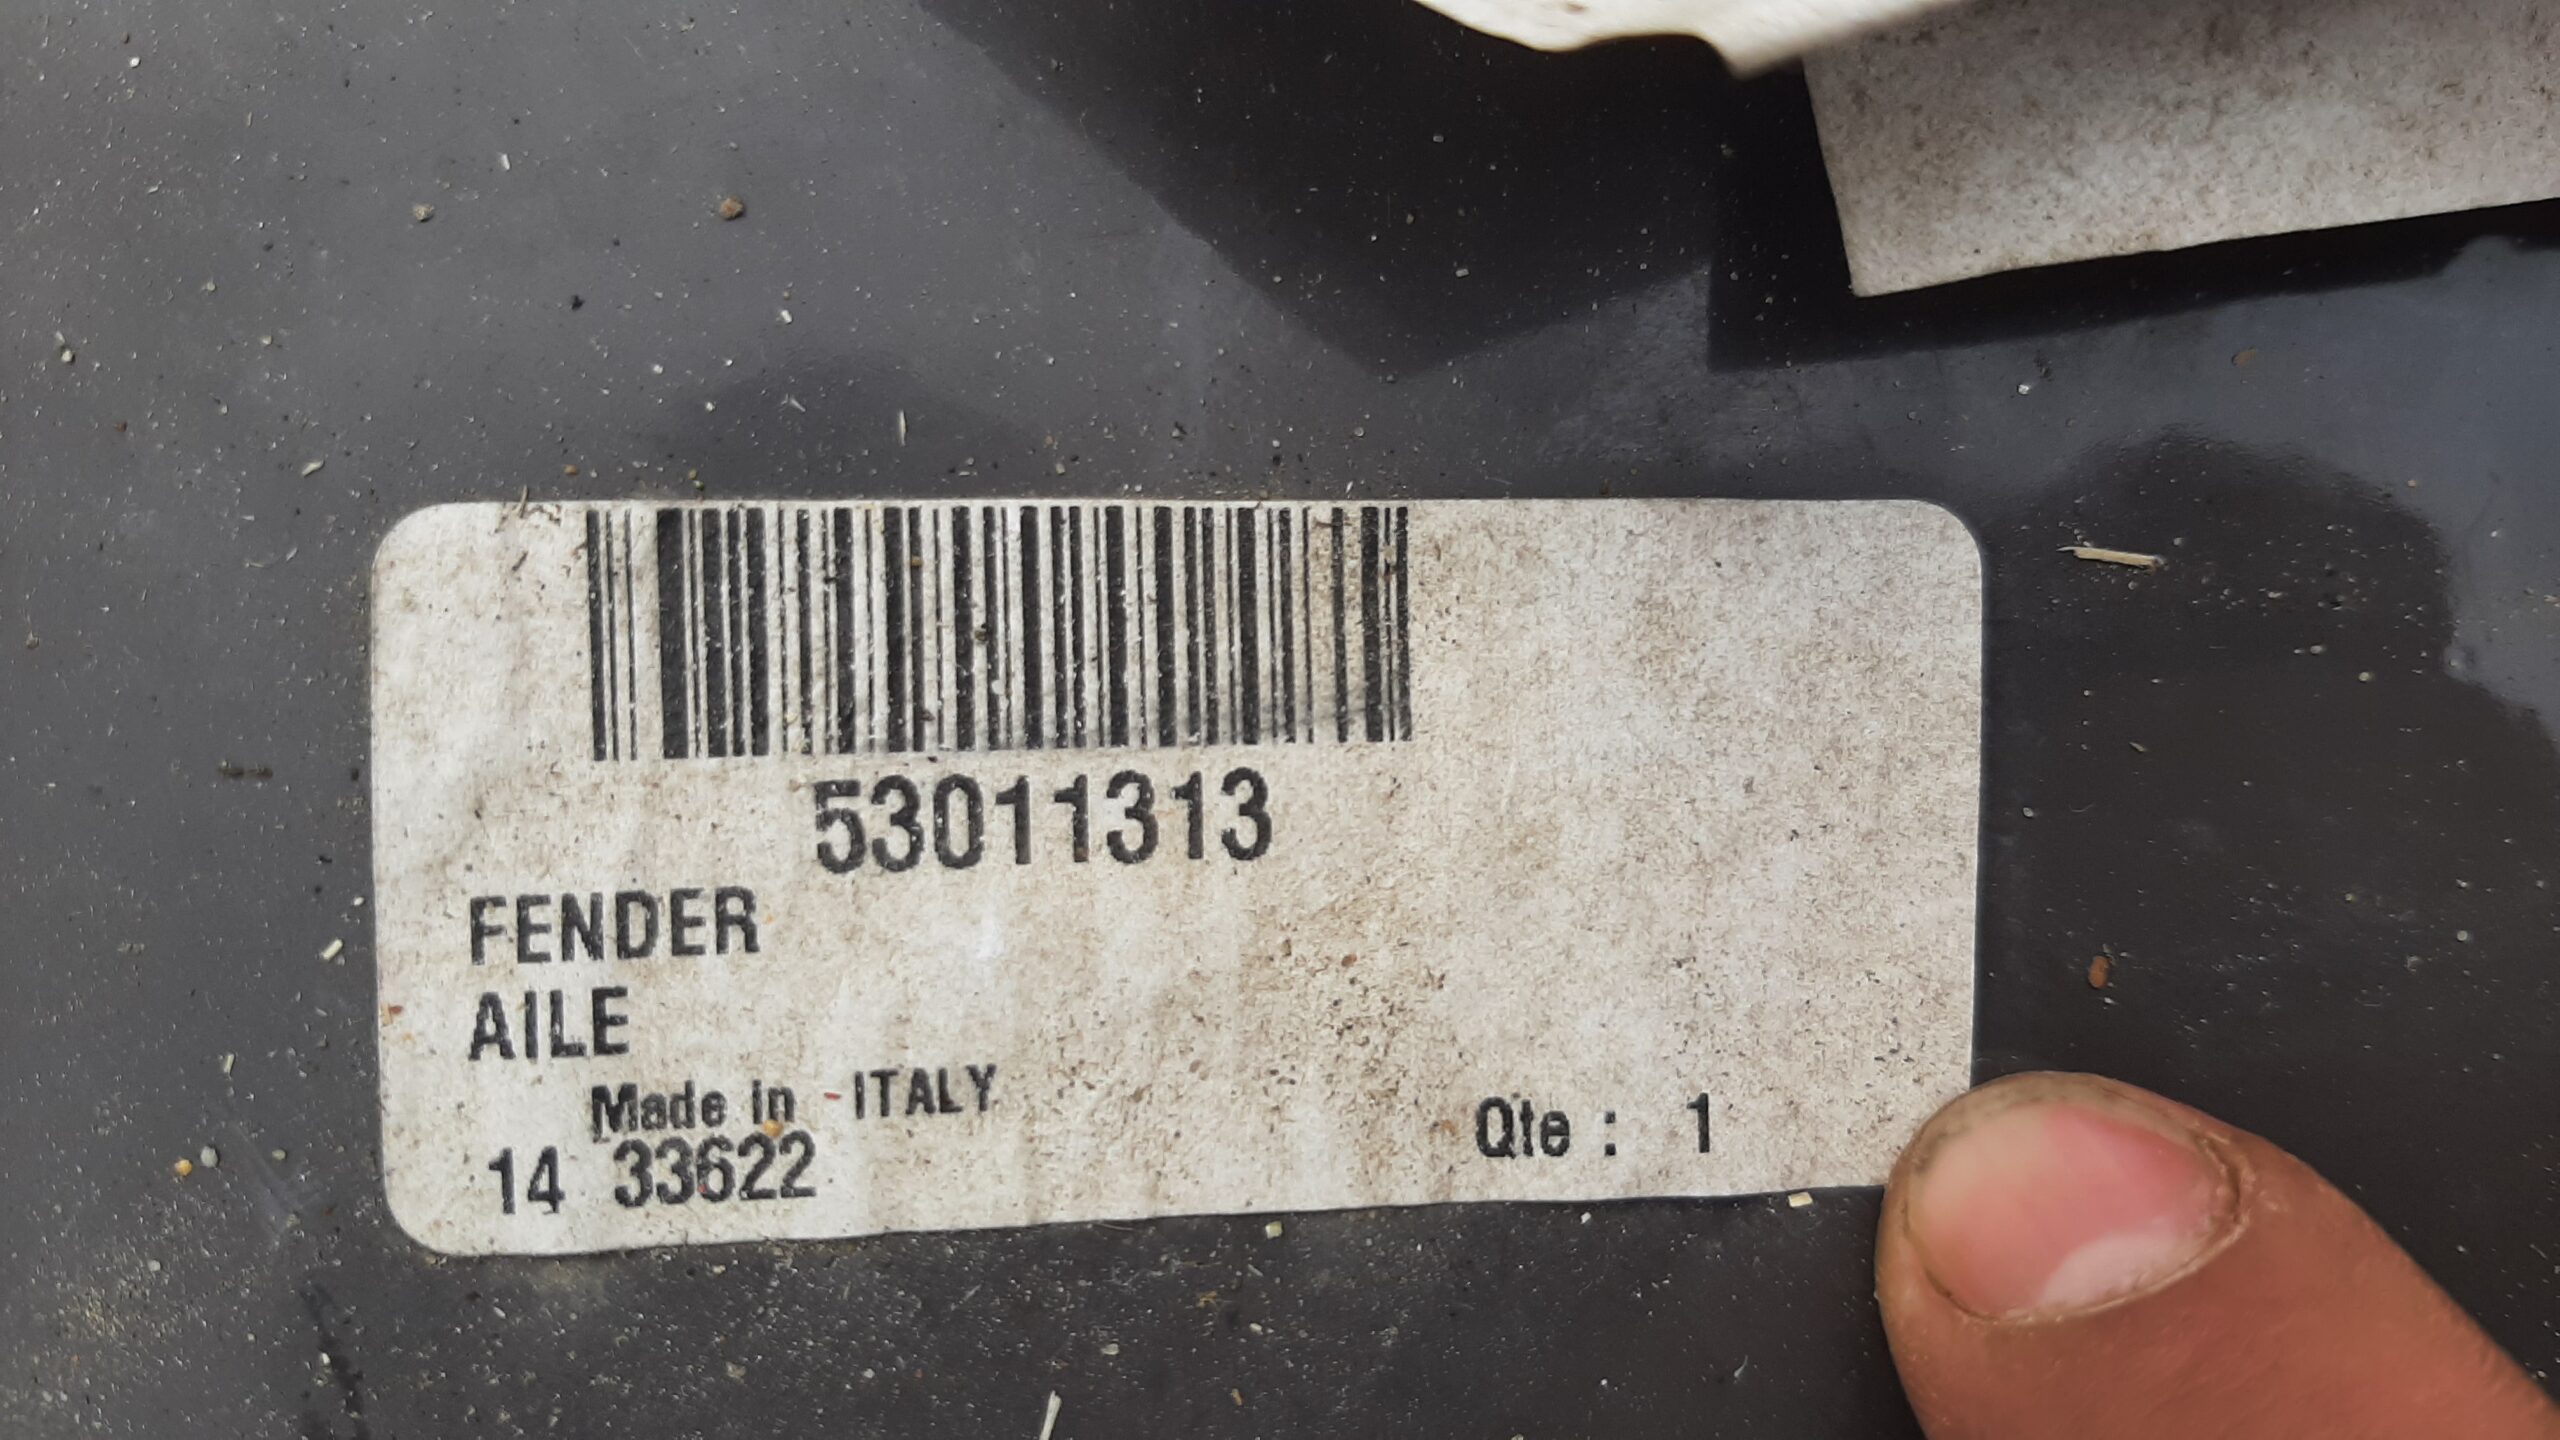 53011313
FENDER
AILE
Made in - ITALY
14 33622
Qte : 1